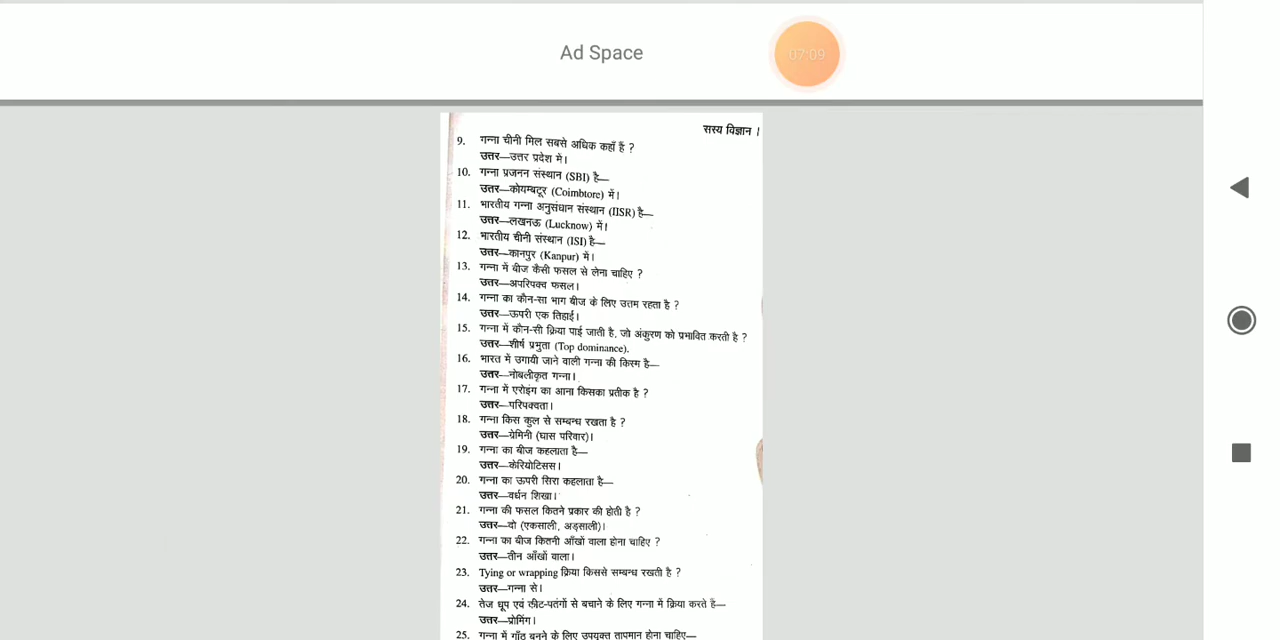 Ad Space
07:09
सस्य विज्ञान ।
9. गन्ना चीनी मिल सबसे अधिक कहाँ हैं ?
उत्तर—उत्तर प्रदेश में।
10. गन्ना प्रजनन संस्थान (SBI) है—
उत्तर—कोयम्बटूर (Coimbtore) में।
11. भारतीय गन्ना अनुसंधान संस्थान (IISR) है—
उत्तर—लखनऊ (Lucknow) में।
12. भारतीय चीनी संस्थान (ISI) है—
उत्तर—कानपुर (Kanpur) में।
13. गन्ना में बीज कैसी फसल से लेना चाहिए ?
उत्तर—अपरिपक्व फसल।
14. गन्ना का कौन-सा भाग बीज के लिए उत्तम रहता है ?
उत्तर—ऊपरी एक तिहाई।
15. गन्ना में कौन-सी क्रिया पाई जाती है, जो अंकुरण को प्रभावित करती है ?
उत्तर—शीर्ष प्रभुता (Top dominance).
16. भारत में उगायी जाने वाली गन्ना की किस्म है—
उत्तर—नोबलीकृत गन्ना।
17. गन्ना में एरोइंग का आना किसका प्रतीक है ?
उत्तर—परिपक्वता।
18. गन्ना किस कुल से सम्बन्ध रखता है ?
उत्तर—ग्रेमिनी (घास परिवार)।
19. गन्ना का बीज कहलाता है—
उत्तर—केरियोटिसस।
20. गन्ना का ऊपरी सिरा कहलाता है—
उत्तर—वर्धन शिखा।
21. गन्ना की फसल कितने प्रकार की होती है ?
उत्तर—दो (एकसाली, अड्साली)।
22. गन्ना का बीज कितनी आँखों वाला होना चाहिए ?
उत्तर—तीन आँखों वाला।
23. Tying or wrapping क्रिया किससे सम्बन्ध रखती है ?
उत्तर—गन्ना से।
24. तेज धूप एवं कीट-पतंगों से बचाने के लिए गन्ना में क्रिया करते हैं—
उत्तर—प्रोमिंग।
25. गन्ना में गाँठ बनने के लिए उपयुक्त तापमान होना चाहिए—